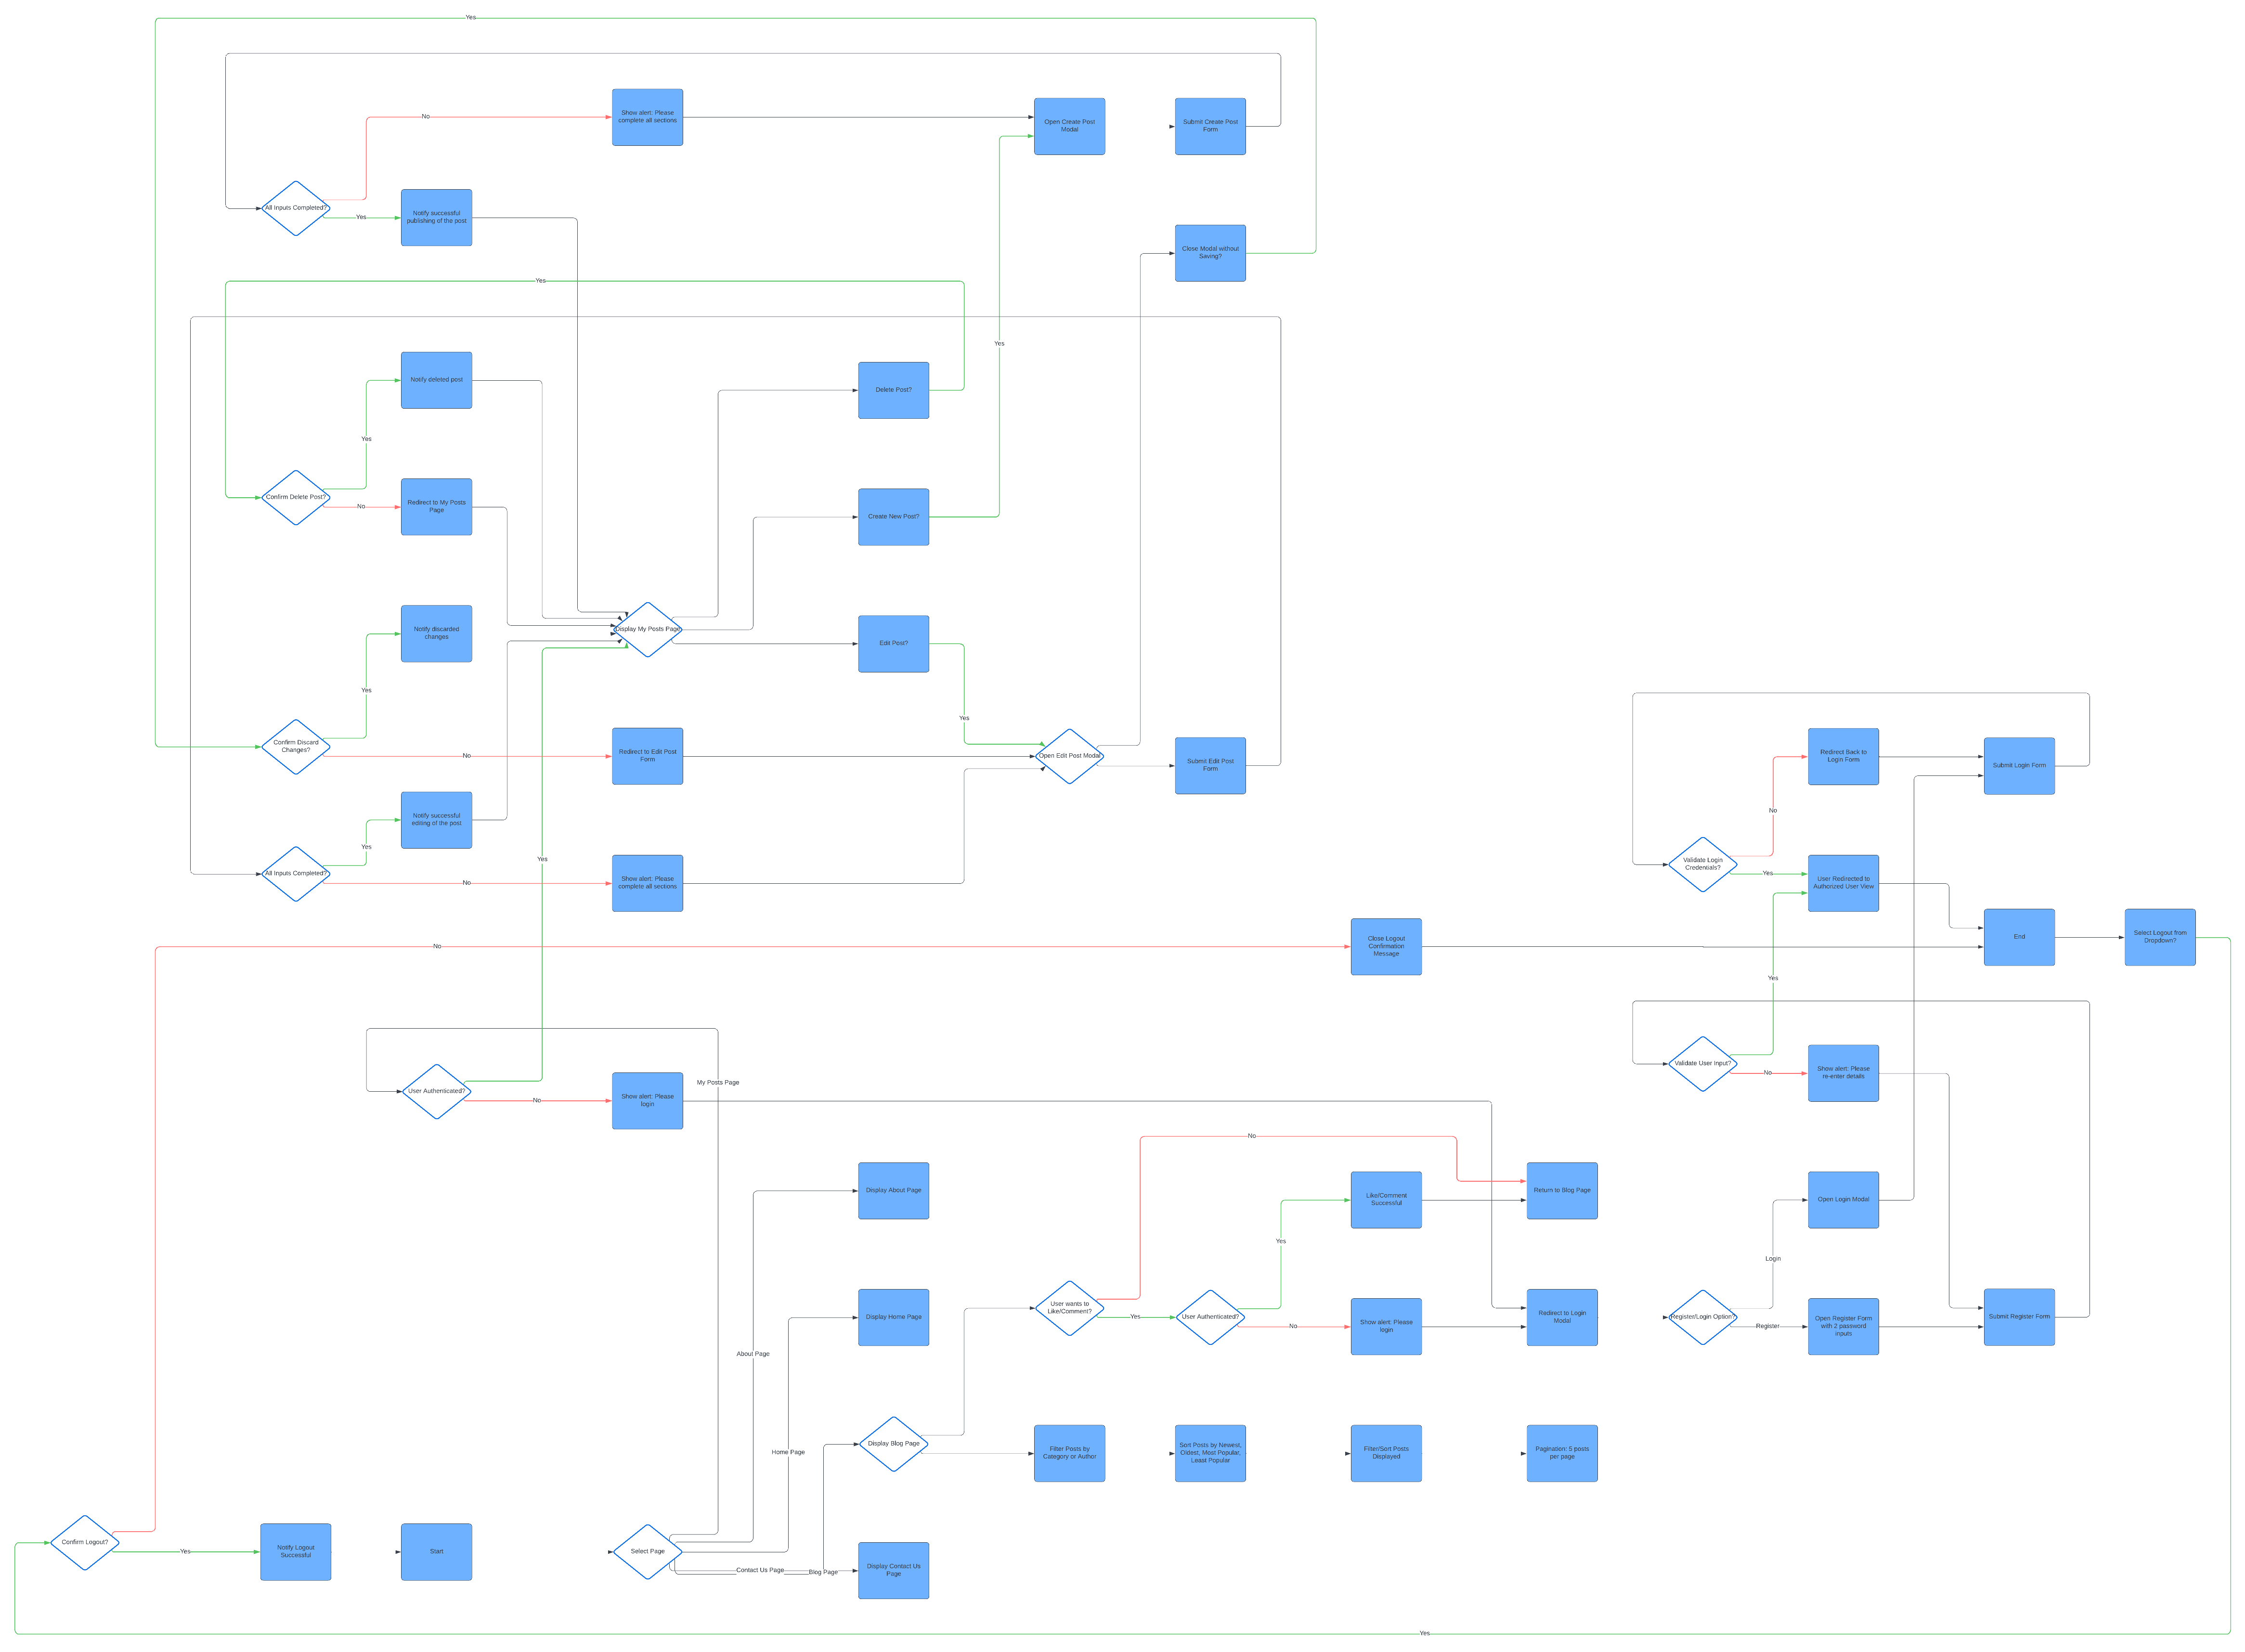 Yes
Show alert: Please
complete all sections
Open Create Post
Modal
Submit Create Post
Form
No
All Inputs Completed?
Yes
Notify successful
publishing of the post
Close Modal without
Saving?
Yes
Yes
Notify deleted post
Delete Post?
Yes
Confirm Delete Post?
No
Redirect to My Posts
Page
Create New Post?
Notify discarded
changes
Display My Posts Page
Edit Post?
Yes
Yes
Confirm Discard
Changes?
No
Redirect to Edit Post
Form
Open Edit Post Modal
Submit Edit Post
Form
Redirect Back to
Login Form
Submit Login Form
No
Notify successful
editing of the post
Yes
Yes
All Inputs Completed?
No
Show alert: Please
complete all sections
Validate Login
Credentials?
Yes
User Redirected to
Authorized User View
No
Close Logout
Confirmation
Message
End
Select Logout from
Dropdown?
Yes
User Authenticated?
No
Show alert: Please
login
My Posts Page
Validate User Input?
No
Show alert: Please
re-enter details
No
Display About Page
Like/Comment
Successful
Return to Blog Page
Open Login Modal
Yes
Login
Display Home Page
User wants to
Like/Comment?
Yes
User Authenticated?
No
Show alert: Please
login
Redirect to Login
Modal
Register/Login Option?
Register
Open Register Form
with 2 password
inputs
Submit Register Form
About Page
Home Page
Display Blog Page
Filter Posts by
Category or Author
Sort Posts by Newest,
Oldest, Most Popular,
Least Popular
Filter/Sort Posts
Displayed
Pagination: 5 posts
per page
Confirm Logout?
Yes
Notify Logout
Successful
Start
Select Page
Contact Us Page
Blog Page
Display Contact Us
Page
Yes